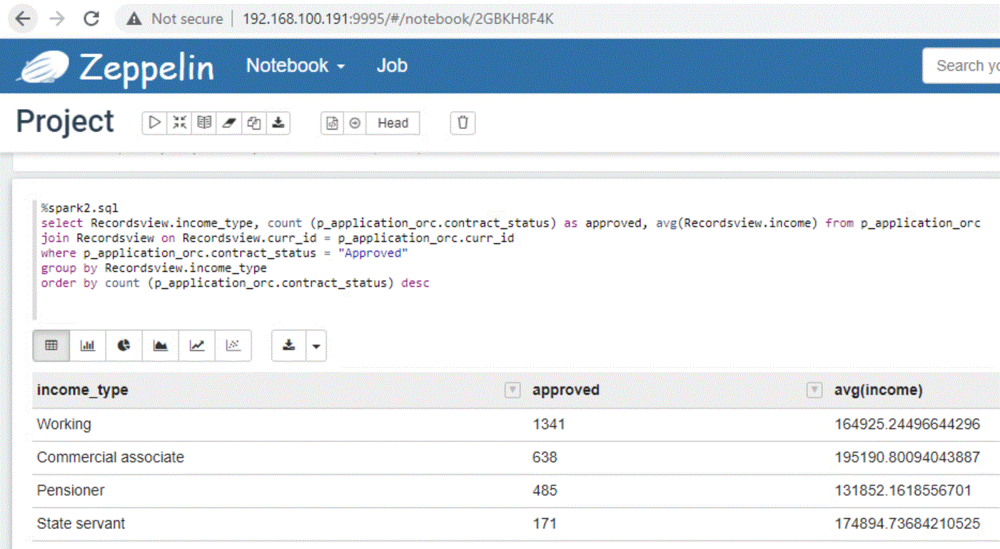 Not secure 192.168.100.191:9995/#/notebook/2GBKH8F4K
Zeppelin Notebook Job Search
Project Head
%spark2.sql
select Recordsview.income_type, count (p_application_orc.contract_status) as approved, avg(Recordsview.income) from p_application_orc
join Recordsview on Recordsview.curr_id = p_application_orc.curr_id
where p_application_orc.contract_status = "Approved"
group by Recordsview.income_type
order by count (p_application_orc.contract_status) desc
income_type approved avg(income)
Working 1341 164925.24496644296
Commercial associate 638 195190.80094043887
Pensioner 485 131852.1618556701
State servant 171 174894.73684210525